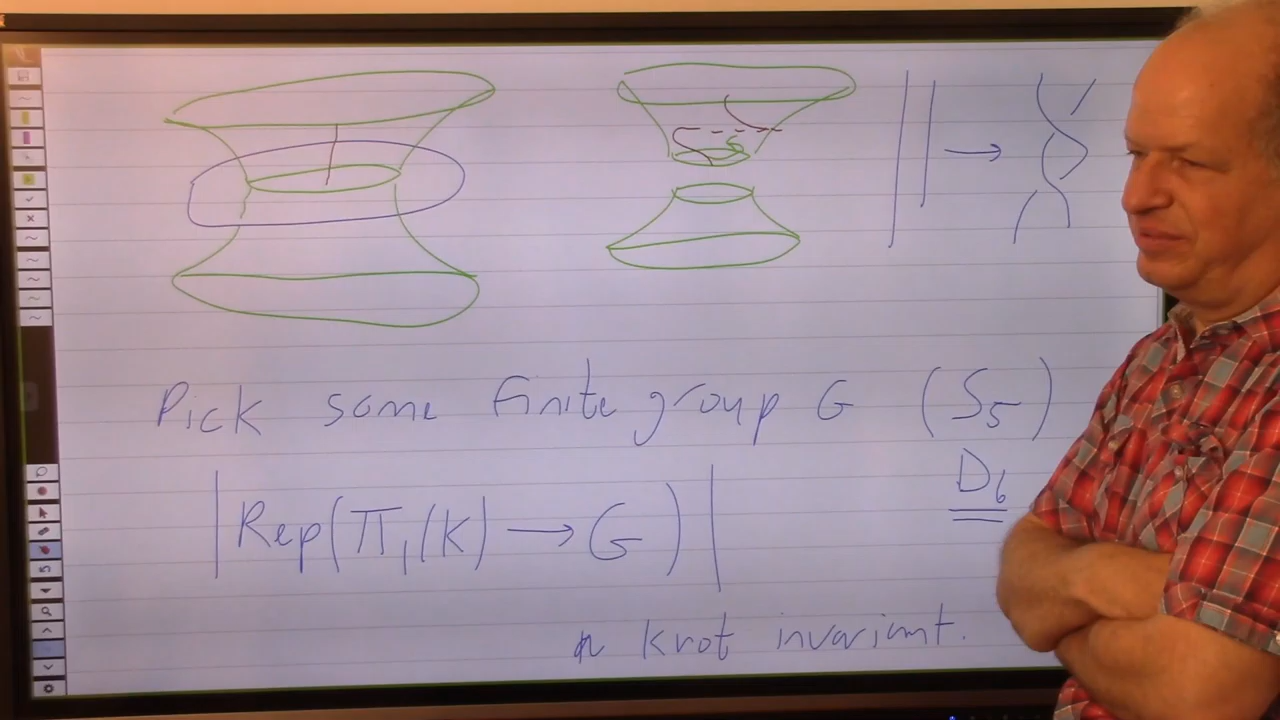 Pick some finite group G (S₅)
D₆
|Rep(π₁(K) → G)|
a knot invariant.